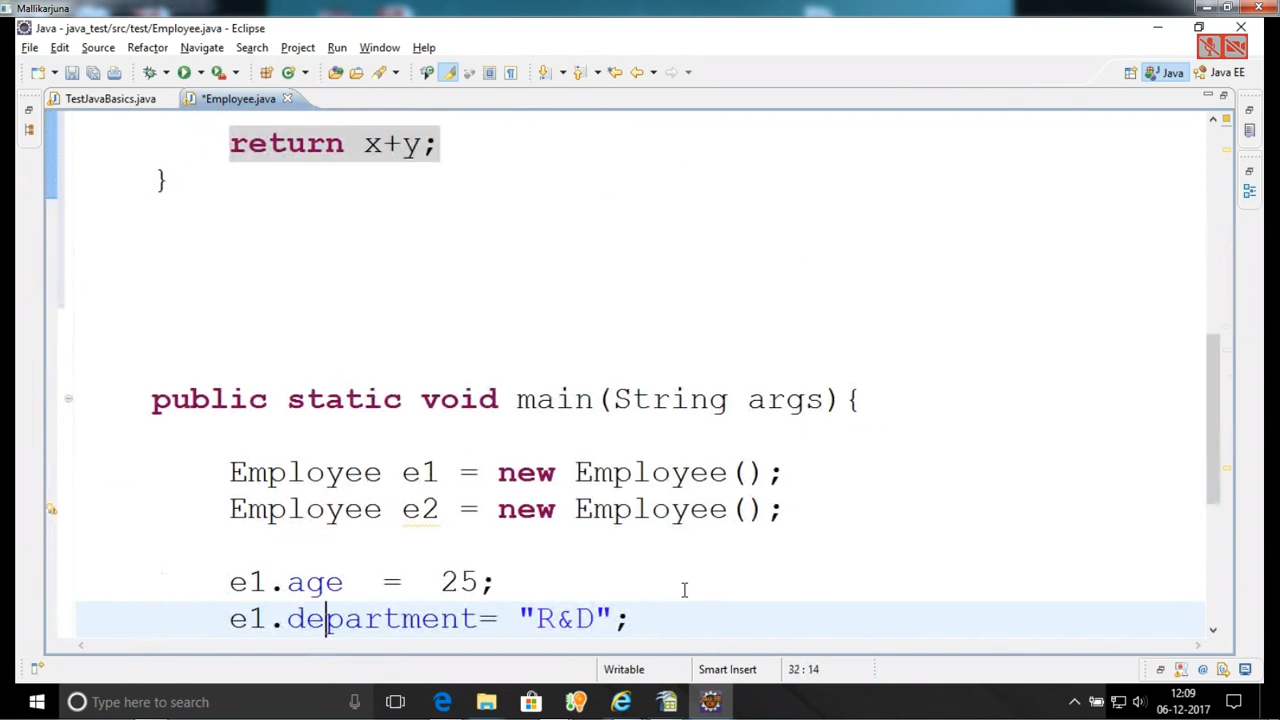 Mallikarjuna
Java - java_test/src/test/Employee.java - Eclipse
File Edit Source Refactor Navigate Search Project Run Window Help
Java Java EE
TestJavaBasics.java *Employee.java
return x+y;
}
public static void main(String args){
Employee e1 = new Employee();
Employee e2 = new Employee();
e1.age = 25;
e1.department= "R&D";
Writable Smart Insert 32 : 14
Type here to search
12:09
06-12-2017